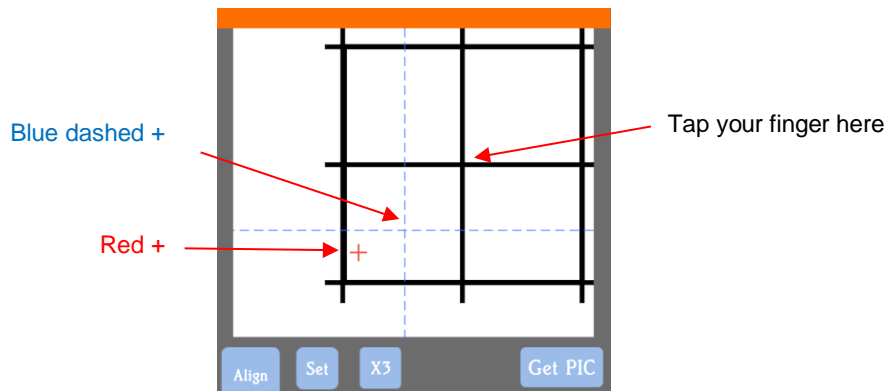 Blue dashed +
Tap your finger here
Red +
Align
Set
X3
Get PIC